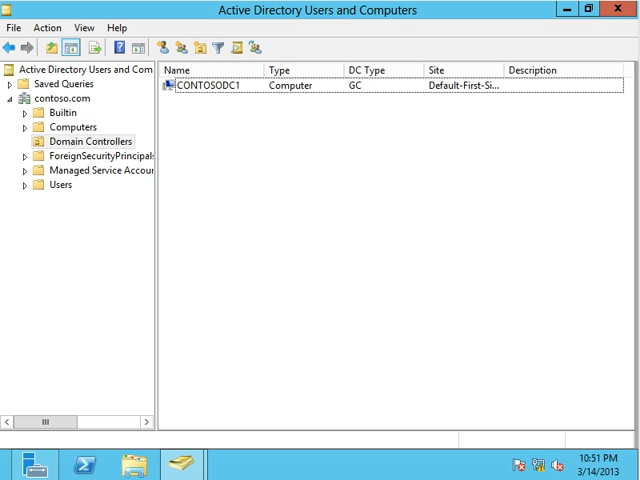 Active Directory Users and Computers
File Action View Help
Active Directory Users and Com
Saved Queries
contoso.com
Builtin
Computers
Domain Controllers
ForeignSecurityPrincipals
Managed Service Accour
Users
Name Type DC Type Site Description
CONTOSODC1 Computer GC Default-First-Si...
10:51 PM
3/14/2013